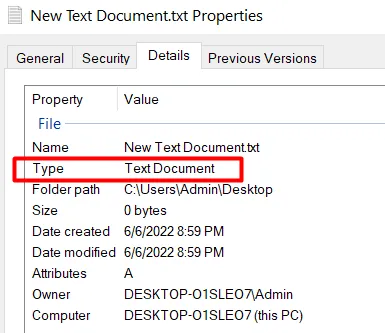 New Text Document.txt Properties
General Security Details Previous Versions
Property Value
File
Name New Text Document.txt
Type Text Document
Folder path C:\Users\Admin\Desktop
Size 0 bytes
Date created 6/6/2022 8:59 PM
Date modified 6/6/2022 8:59 PM
Attributes A
Owner DESKTOP-O1SLEO7\Admin
Computer DESKTOP-O1SLEO7 (this PC)